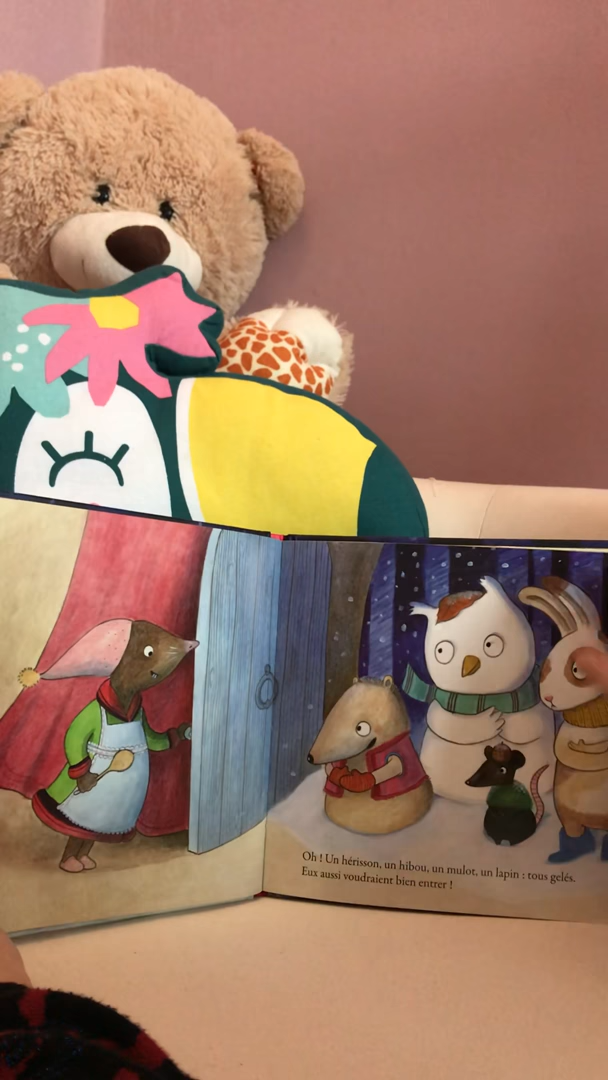 Oh ! Un hérisson, un hibou, un mulot, un lapin : tous gelés.
Eux aussi voudraient bien entrer !